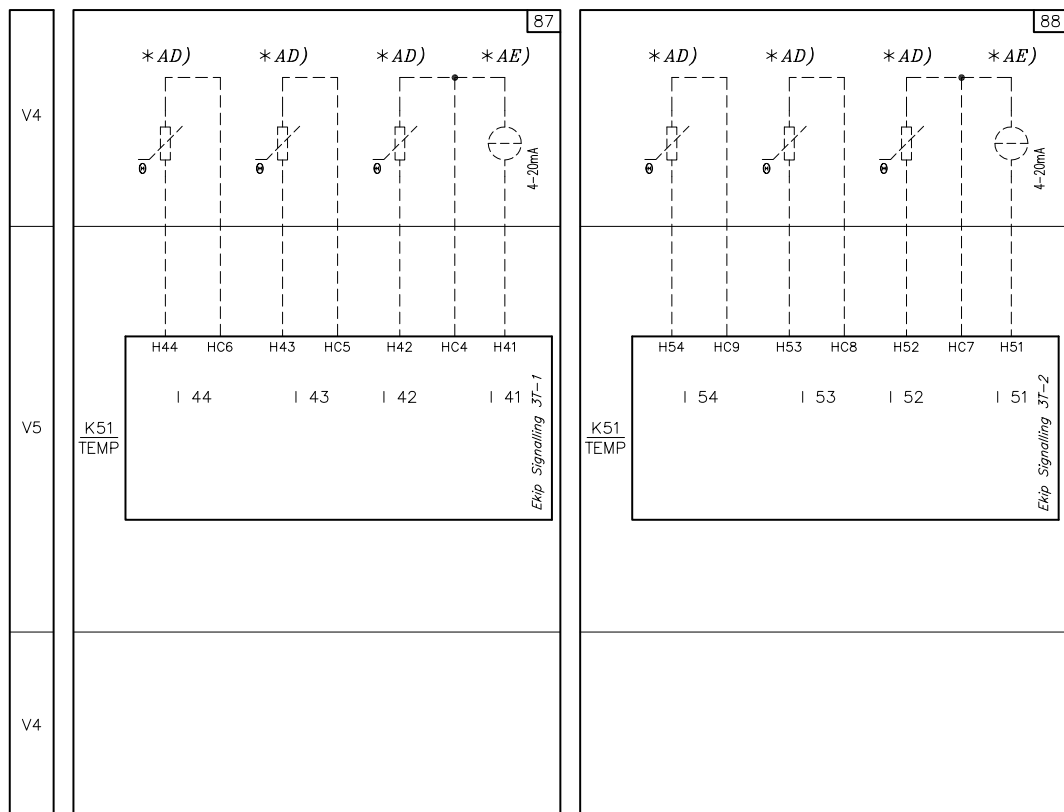 V4
V5
V4
87
*AD) *AD) *AD) *AE)
θ θ θ 4-20mA
H44 HC6 H43 HC5 H42 HC4 H41
I 44 I 43 I 42 I 41
K51
TEMP
Ekip Signalling 3T-1
88
*AD) *AD) *AD) *AE)
θ θ θ 4-20mA
H54 HC9 H53 HC8 H52 HC7 H51
I 54 I 53 I 52 I 51
K51
TEMP
Ekip Signalling 3T-2